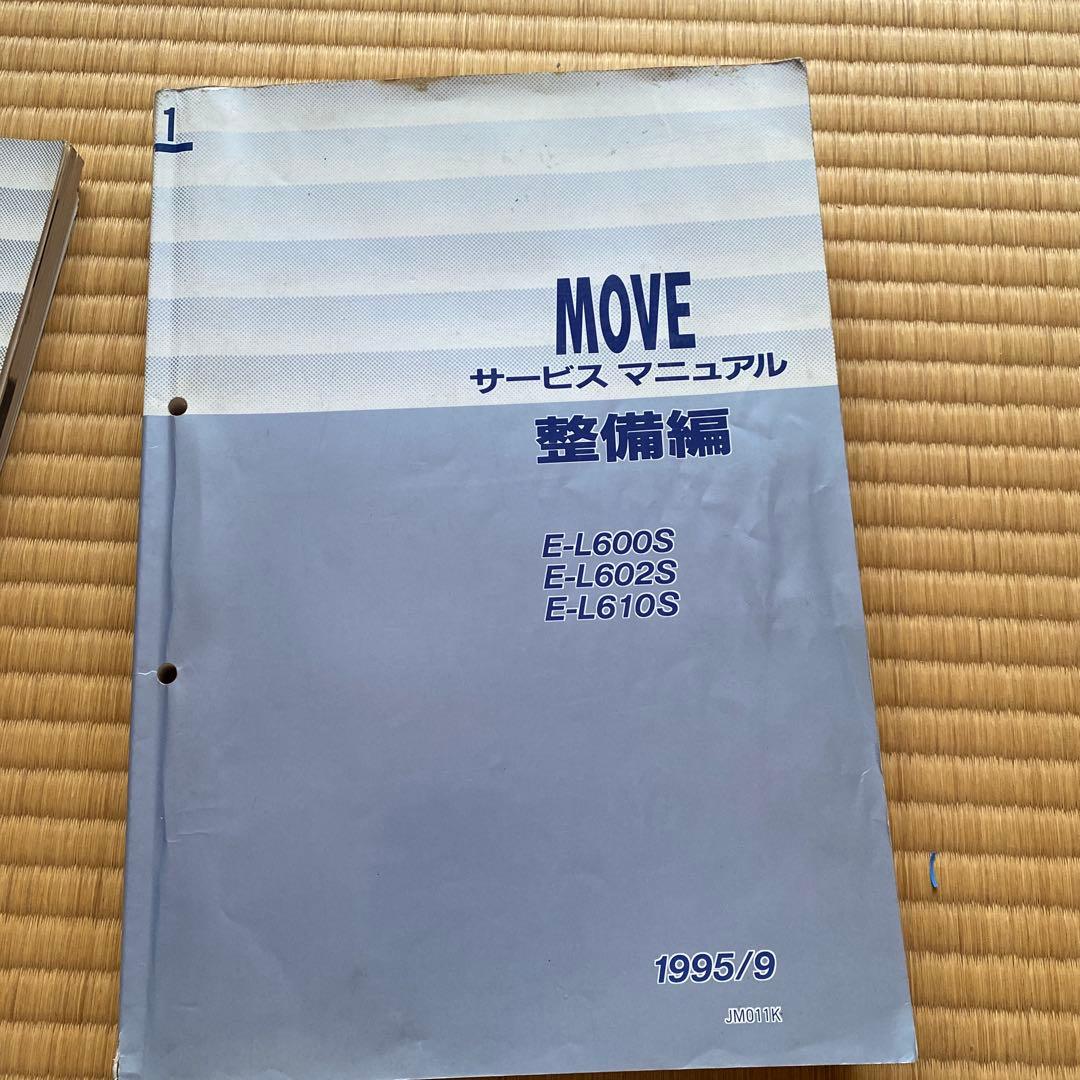 1
MOVE
サービス マニュアル
整備編
E-L600S
E-L602S
E-L610S
1995/9
JM011K